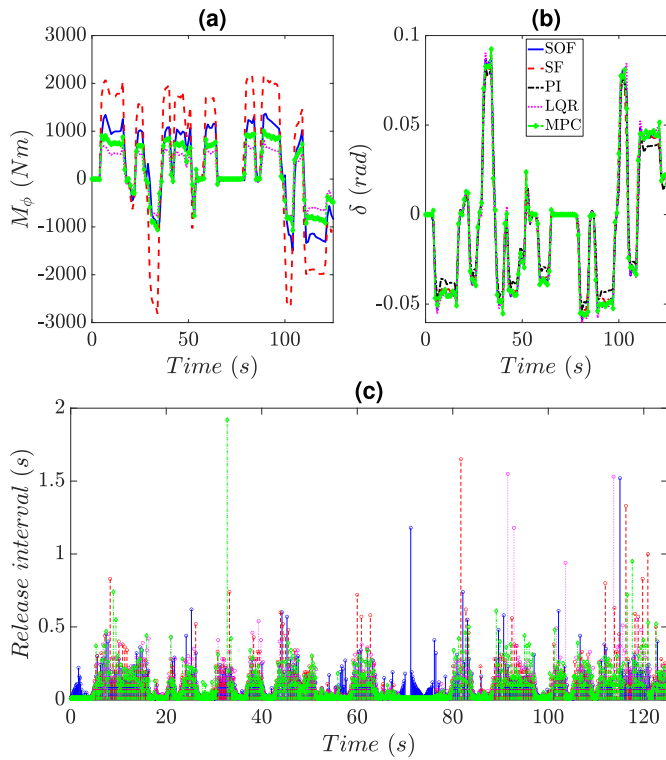 (a)
3000
2000
1000
0
-1000
-2000
-3000
M_ϕ (Nm)
0 50 100
Time (s)
(b)
0.1
0.05
0
-0.05
δ (rad)
SOF
SF
PI
LQR
MPC
0 50 100
Time (s)
(c)
2
1.5
1
0.5
0
Release interval (s)
0 20 40 60 80 100 120
Time (s)